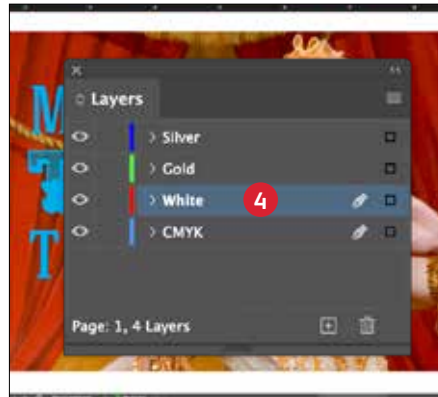 M
T
T
Layers
Silver
Gold
White 4
CMYK
Page: 1, 4 Layers